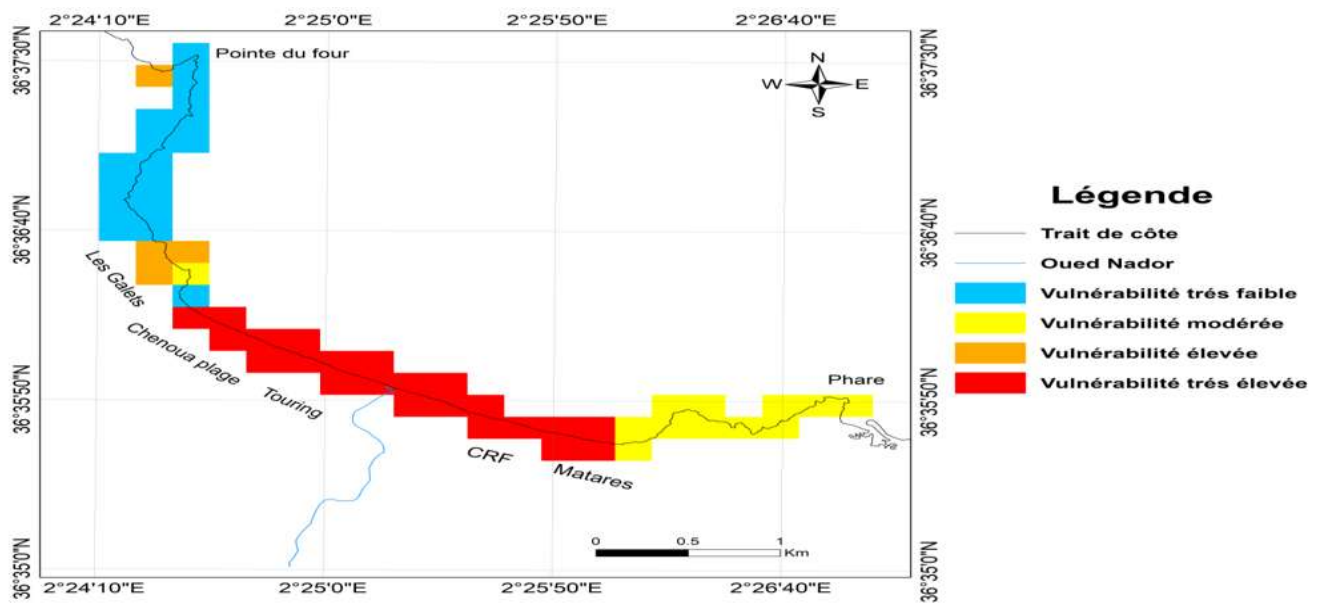 2°24'10"E 2°25'0"E 2°25'50"E 2°26'40"E
36°37'30"N
36°36'40"N
36°35'50"N
36°35'0"N
Pointe du four
N
W E
S
Les Galets
Chenoua plage
Touring
CRF
Matares
Phare
0 0.5 1
Km
36°37'30"N
36°36'40"N
36°35'50"N
36°35'0"N
2°24'10"E 2°25'0"E 2°25'50"E 2°26'40"E
Légende
Trait de côte
Oued Nador
Vulnérabilité trés faible
Vulnérabilité modérée
Vulnérabilité élevée
Vulnérabilité trés élevée